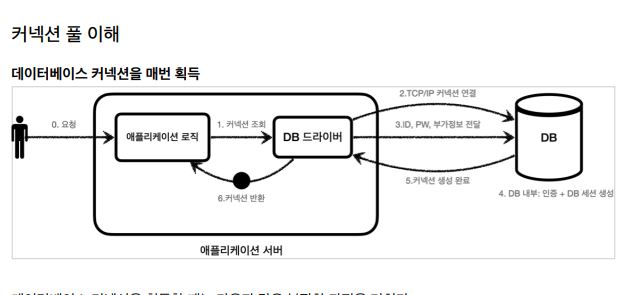 커넥션 풀 이해
데이터베이스 커넥션을 매번 획득
2.TCP/IP 커넥션 연결
0. 요청
애플리케이션 로직
1. 커넥션 조회
DB 드라이버
3.ID, PW, 부가정보 전달
DB
5.커넥션 생성 완료
4. DB 내부: 인증 + DB 세션 생성
6.커넥션 반환
애플리케이션 서버